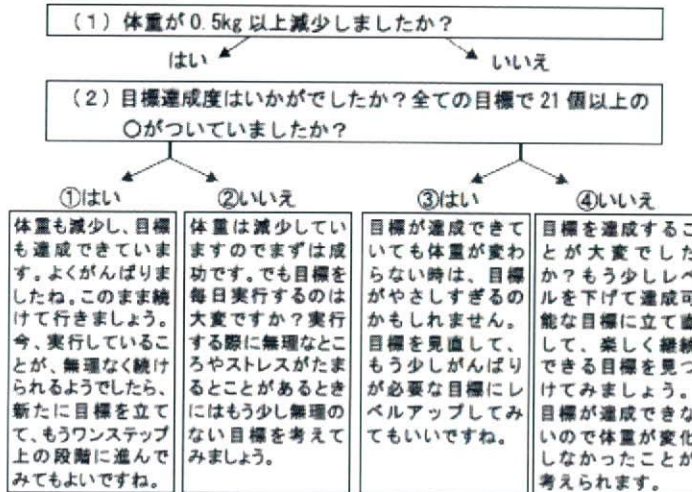 (1)体重が0.5kg以上減少しましたか?
はい
いいえ
(2)目標達成度はいかがでしたか?全ての目標で21個以上の
○がついていましたか?
①はい
②いいえ
③はい
④いいえ
体重も減少し、目標
も達成できていま
す。よくがんばりま
したね。このまま続
けて行きましょう。
今、実行しているこ
とが、無理なく続け
られるようでしたら、
新たに目標を立て
て、もうワンステップ
上の段階に進んで
みてもよいですね。
体重は減少してい
ますのでまずは成
功です。でも目標を
毎日実行するのは
大変ですか?実行
する際に無理なとこ
ろやストレスがたま
るとことがあるとき
にはもう少し無理の
ない目標を考えて
みましょう。
目標が達成できて
いても体重が変わ
らない時は、目標
がやさしすぎるの
かもしれません。
目標を見直して、
もう少しがんばり
が必要な目標にレ
ベルアップしてみ
てもいいですね。
目標を達成するこ
とが大変でした
か?もう少しレベ
ルを下げて達成可
能な目標に立て直
して、楽しく継続
できる目標を見つ
けてみましょう。
目標が達成できな
いので体重が変化
しなかったことが
考えられます。